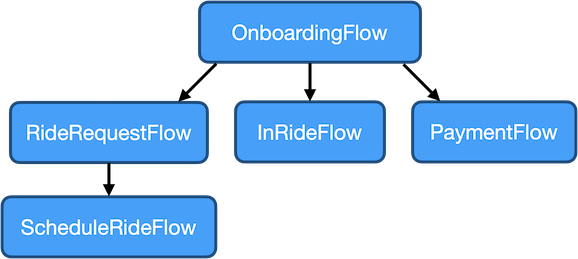 OnboardingFlow
RideRequestFlow
InRideFlow
PaymentFlow
ScheduleRideFlow